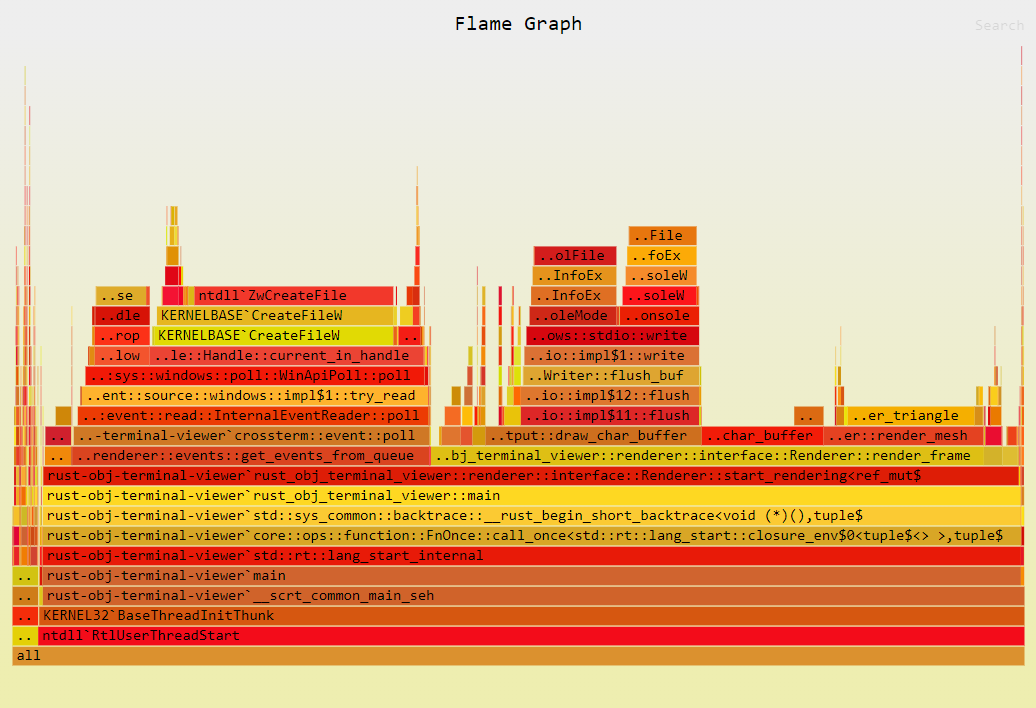 Flame Graph
Search
..File
..olFile
..foEx
..InfoEx
..soleW
..se
ntdll`ZwCreateFile
..InfoEx
..soleW
..dle
KERNELBASE`CreateFileW
..oleMode
..onsole
..rop
KERNELBASE`CreateFileW
..
..ows::stdio::write
..low
..le::Handle::current_in_handle
..io::impl$1::write
..:sys::windows::poll::WinApiPoll::poll
..Writer::flush_buf
..ent::source::windows::impl$1::try_read
..io::impl$12::flush
..:event::read::InternalEventReader::poll
..io::impl$11::flush
..
..er_triangle
..
..-terminal-viewer`crossterm::event::poll
..tput::draw_char_buffer
..char_buffer
..er::render_mesh
..
..renderer::events::get_events_from_queue
..bj_terminal_viewer::renderer::interface::Renderer::render_frame
rust-obj-terminal-viewer`rust_obj_terminal_viewer::renderer::interface::Renderer::start_rendering<ref_mut$
rust-obj-terminal-viewer`rust_obj_terminal_viewer::main
rust-obj-terminal-viewer`std::sys_common::backtrace::__rust_begin_short_backtrace<void (*)(),tuple$
rust-obj-terminal-viewer`core::ops::function::FnOnce::call_once<std::rt::lang_start::closure_env$0<tuple$<> >,tuple$
rust-obj-terminal-viewer`std::rt::lang_start_internal
..
rust-obj-terminal-viewer`main
..
rust-obj-terminal-viewer`__scrt_common_main_seh
..
KERNEL32`BaseThreadInitThunk
..
ntdll`RtlUserThreadStart
all